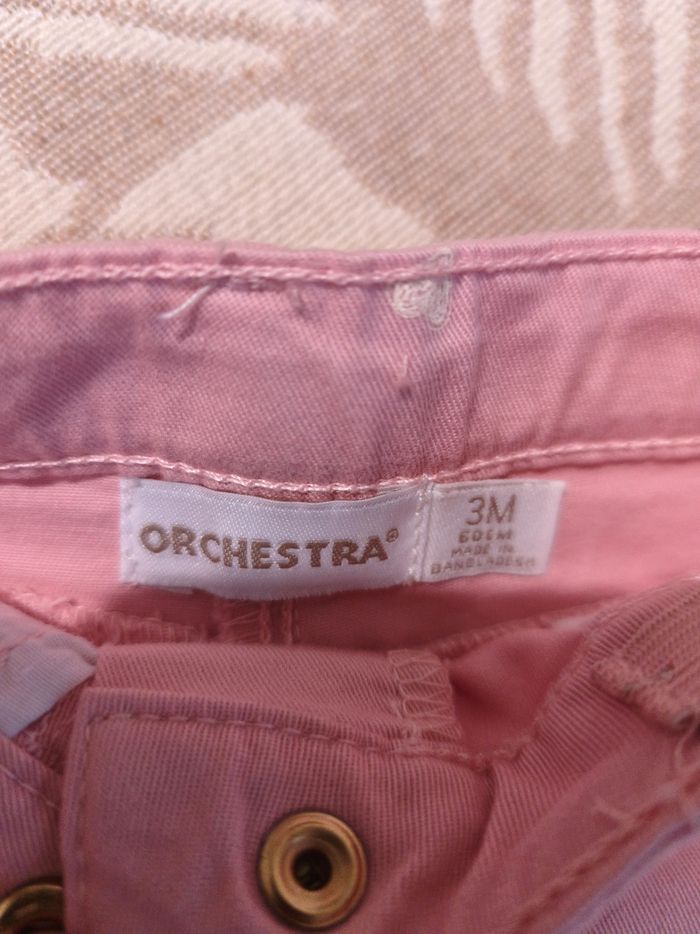 ORCHESTRA®
3M
60CM
MADE IN
BANGLADESH